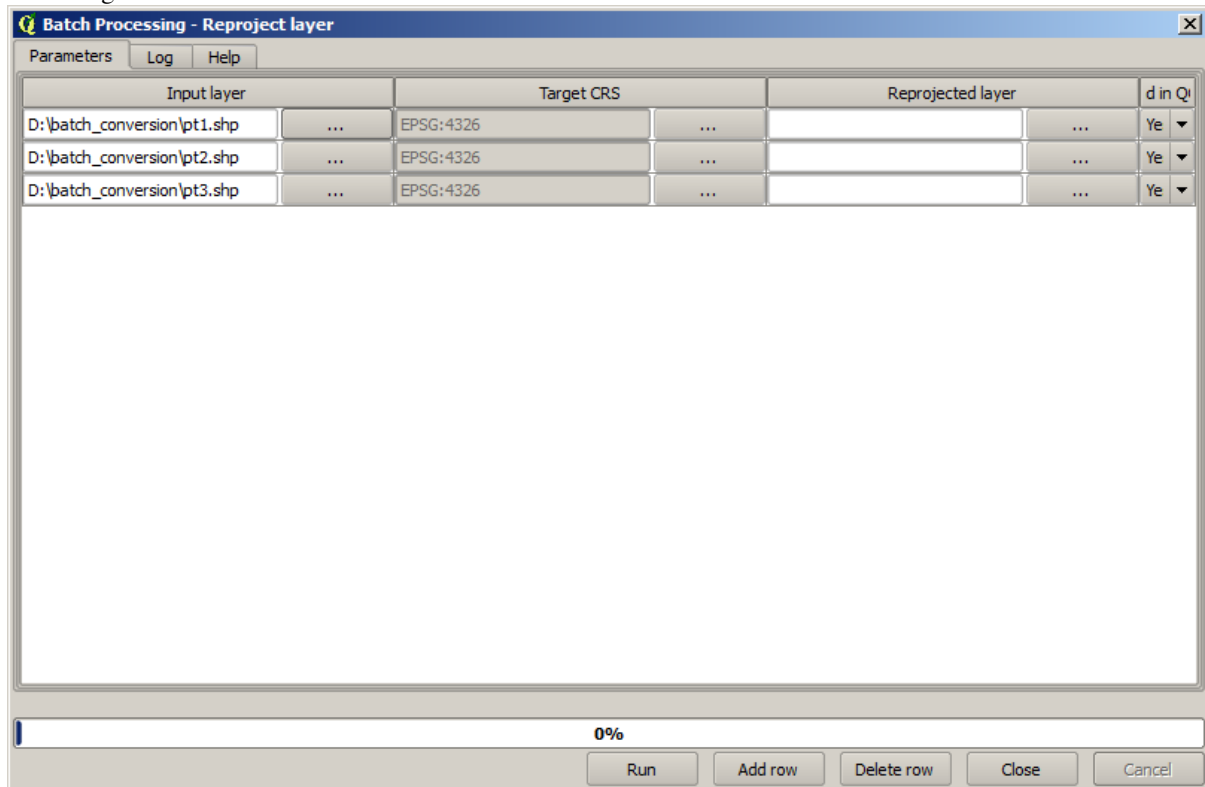 Batch Processing - Reproject layer
Parameters Log Help
Input layer Target CRS Reprojected layer d in Q
D:\batch_conversion\pt1.shp ... EPSG:4326 ... ... Ye
D:\batch_conversion\pt2.shp ... EPSG:4326 ... ... Ye
D:\batch_conversion\pt3.shp ... EPSG:4326 ... ... Ye
0%
Run Add row Delete row Close Cancel